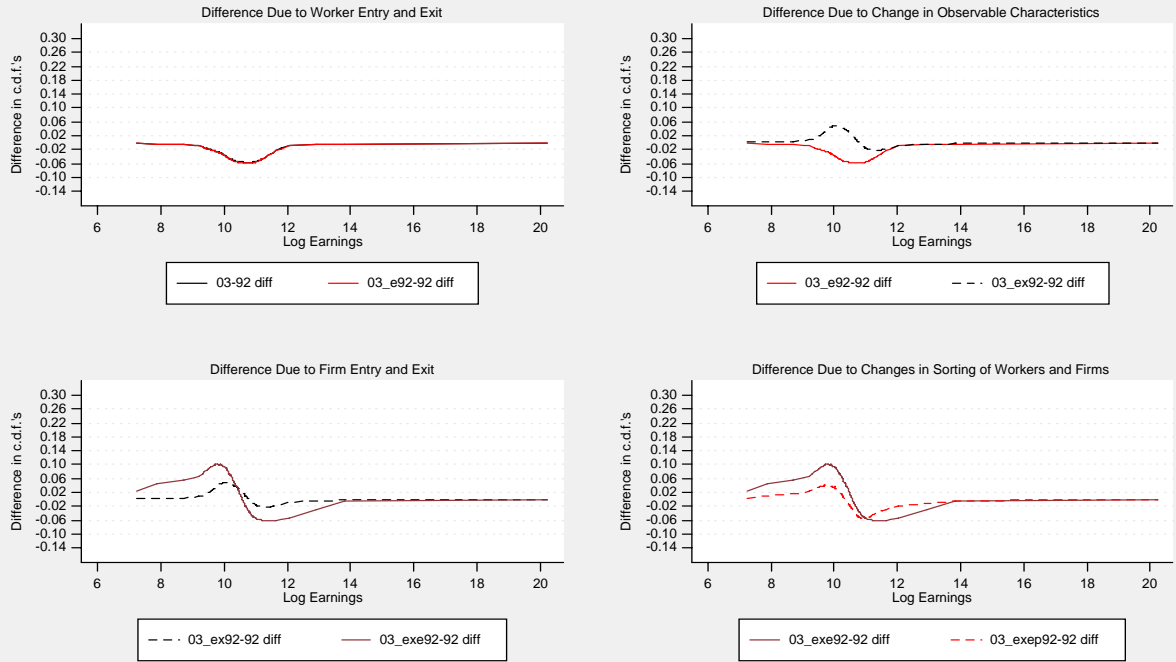 Difference Due to Worker Entry and Exit
Difference in c.d.f.'s
0.30
0.26
0.22
0.18
0.14
0.10
0.06
0.02
-0.02
-0.06
-0.10
-0.14
6 8 10 12 14 16 18 20
Log Earnings
03-92 diff 03_e92-92 diff
Difference Due to Change in Observable Characteristics
Difference in c.d.f.'s
0.30
0.26
0.22
0.18
0.14
0.10
0.06
0.02
-0.02
-0.06
-0.10
-0.14
6 8 10 12 14 16 18 20
Log Earnings
03_e92-92 diff 03_ex92-92 diff
Difference Due to Firm Entry and Exit
Difference in c.d.f.'s
0.30
0.26
0.22
0.18
0.14
0.10
0.06
0.02
-0.02
-0.06
-0.10
-0.14
6 8 10 12 14 16 18 20
Log Earnings
03_ex92-92 diff 03_exe92-92 diff
Difference Due to Changes in Sorting of Workers and Firms
Difference in c.d.f.'s
0.30
0.26
0.22
0.18
0.14
0.10
0.06
0.02
-0.02
-0.06
-0.10
-0.14
6 8 10 12 14 16 18 20
Log Earnings
03_exe92-92 diff 03_exep92-92 diff